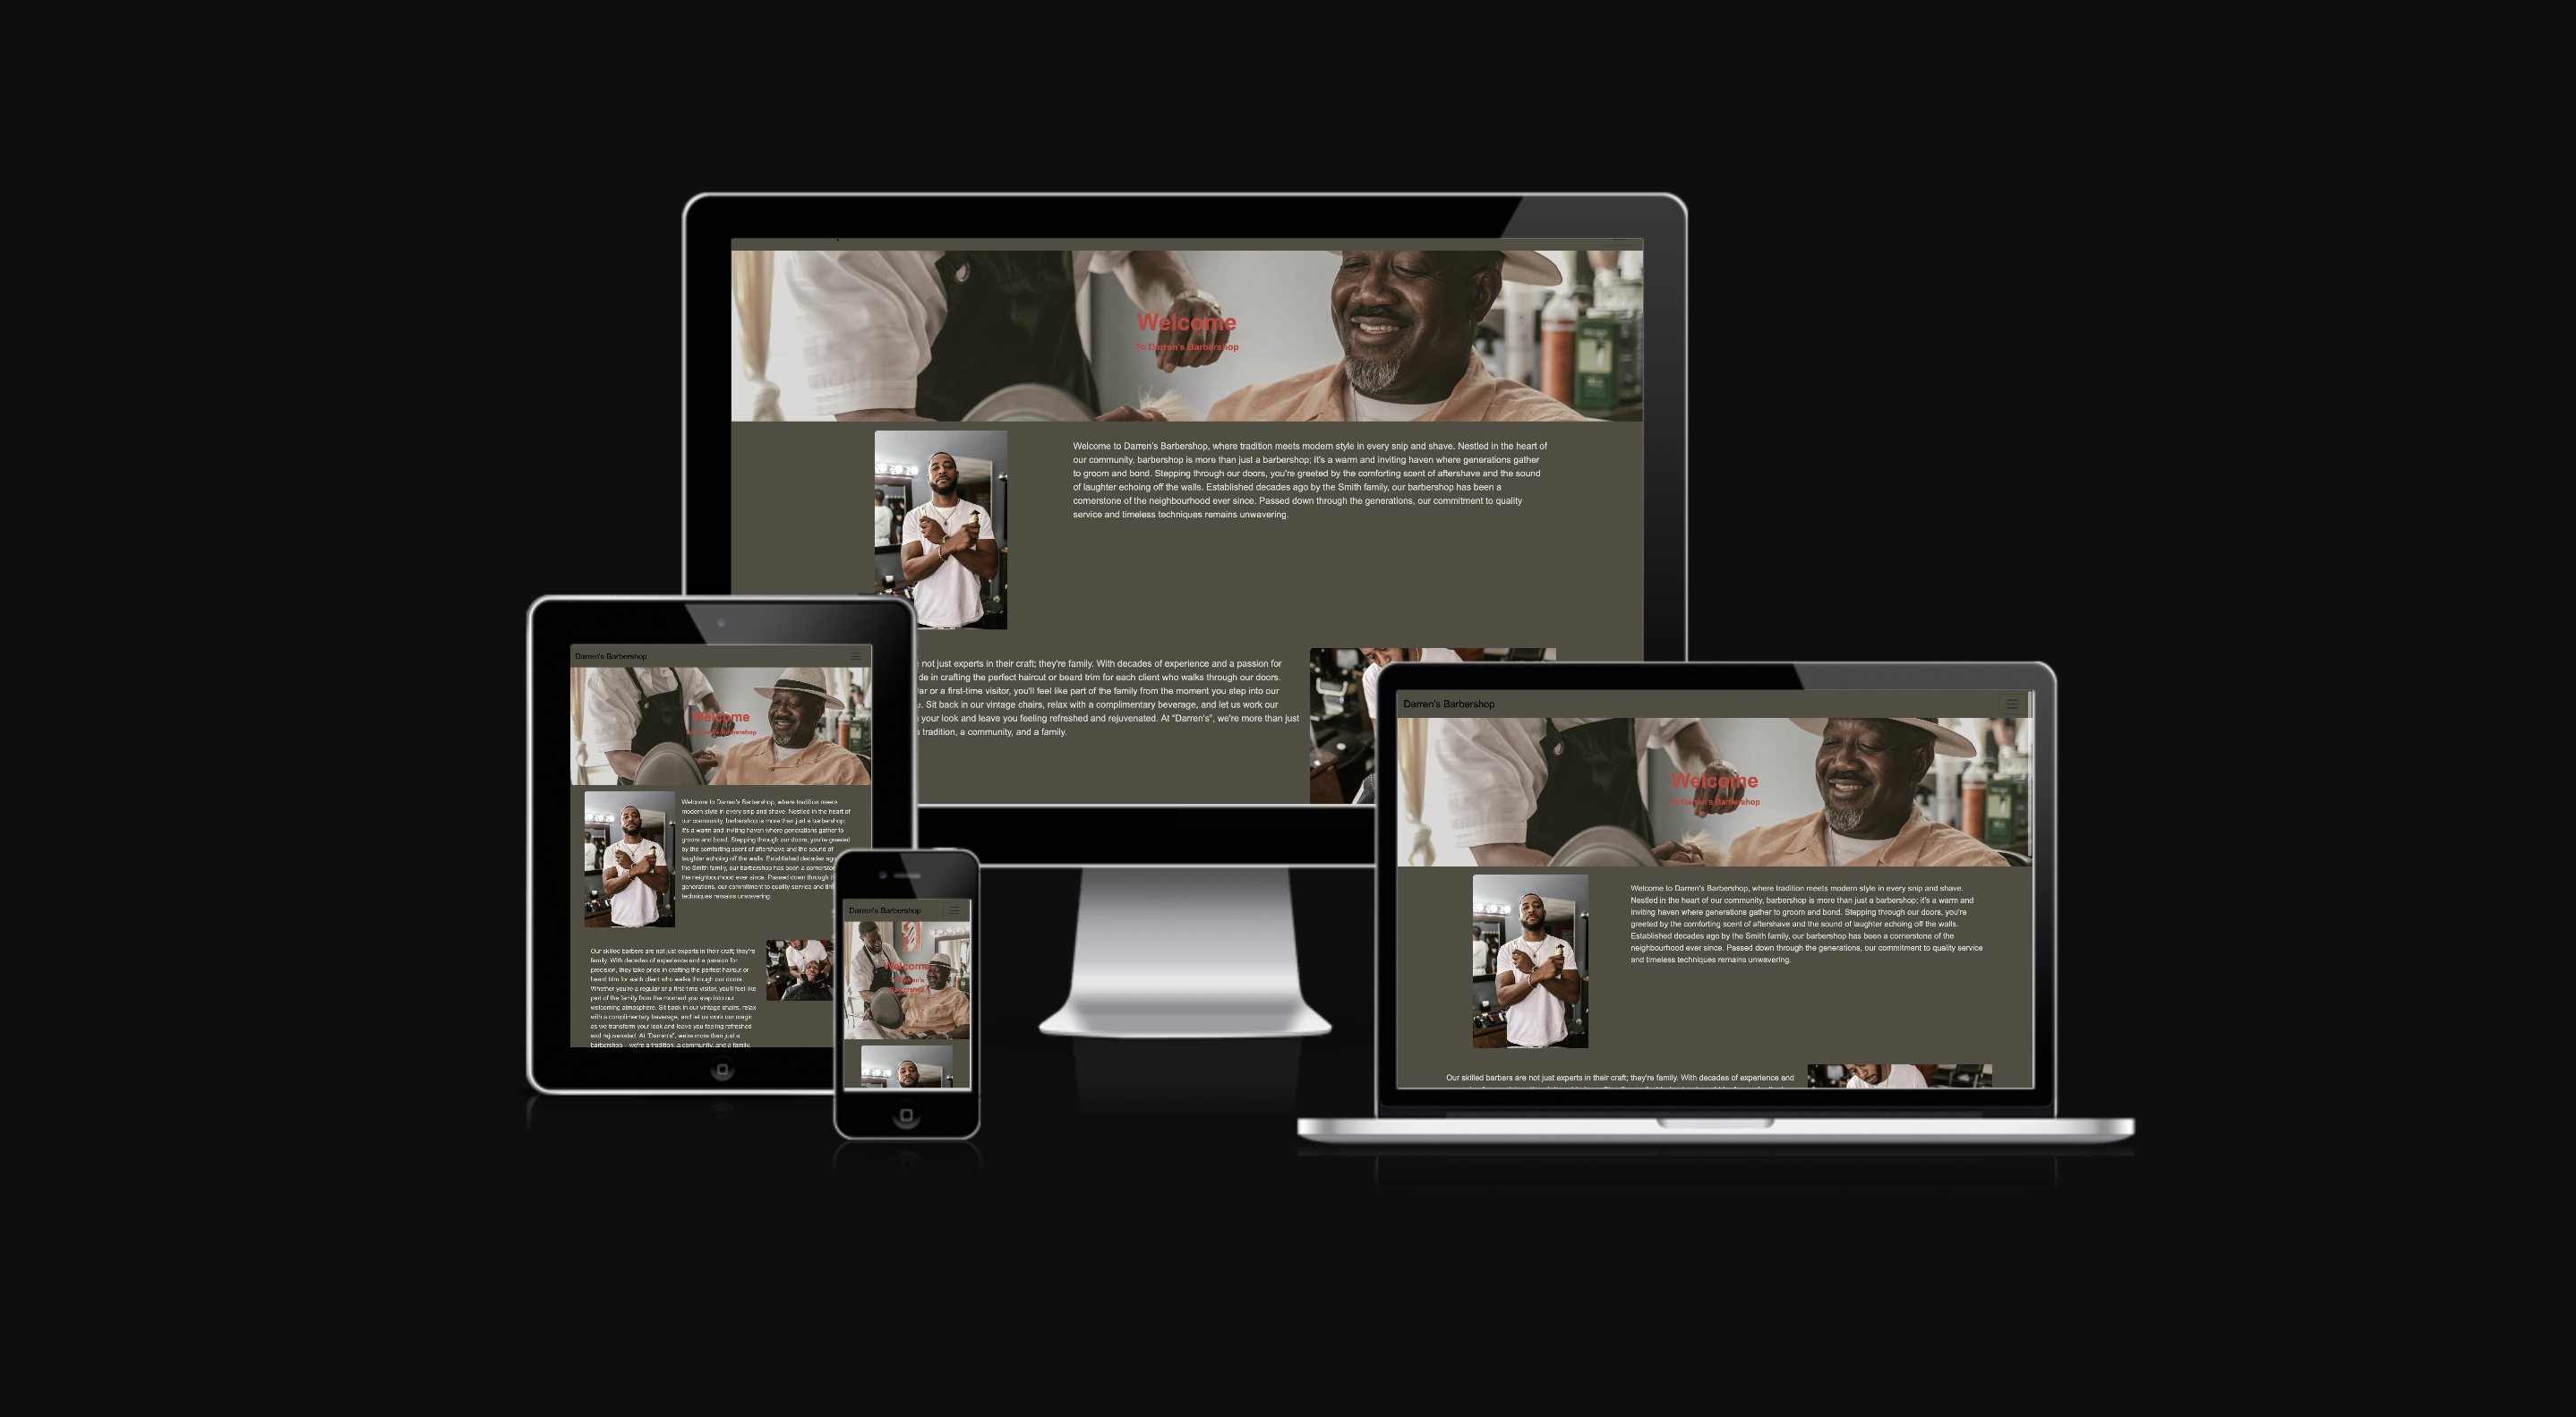 Welcome
To Darren's Barbershop
Welcome to Darren's Barbershop, where tradition meets modern style in every snip and shave. Nestled in the heart of
our community, barbershop is more than just a barbershop; it's a warm and inviting haven where generations gather
to groom and bond. Stepping through our doors, you're greeted by the comforting scent of aftershave and the sound
of laughter echoing off the walls. Established decades ago by the Smith family, our barbershop has been a
cornerstone of the neighbourhood ever since. Passed down through the generations, our commitment to quality
service and timeless techniques remains unwavering.
not just experts in their craft; they're family. With decades of experience and a passion for
in crafting the perfect haircut or beard trim for each client who walks through our doors.
or a first-time visitor, you'll feel like part of the family from the moment you step into our
Sit back in our vintage chairs, relax with a complimentary beverage, and let us work our
your look and leave you feeling refreshed and rejuvenated. At "Darren's", we're more than just
a tradition, a community, and a family.
Darren's Barbershop
Welcome
Welcome to Darren's Barbershop, where tradition meets
modern style in every snip and shave. Nestled in the heart of
our community, barbershop is more than just a barbershop;
it's a warm and inviting haven where generations gather to
groom and bond. Stepping through our doors, you're greeted
by the comforting scent of aftershave and the sound of
laughter echoing off the walls. Established decades ago
the Smith family, our barbershop has been a
the neighbourhood ever since. Passed down through
generations, our commitment to quality service and
techniques remains unwavering.
Our skilled barbers are not just experts in their craft; they're
family. With decades of experience and a passion for
precision, they take price in crafting the perfect haircut or
beard trim for each client who walks through our doors.
Whether you're a regular or a first-time visitor, you'll feel like
part of the family from the moment you step into our
welcoming atmosphere. Sit back in our vintage chairs, relax
with a complimentary beverage, and let us work our magic
as we transform your look and leave you feeling refreshed
and rejuvenated. At "Darren's", we're more than just a
barbershop – we're a tradition, a community, and a family.
Darren's Barbershop
Welcome
Darren's Barbershop
Welcome
To Darren's Barbershop
Welcome to Darren's Barbershop, where tradition meets modern style in every snip and shave.
Nestled in the heart of our community, barbershop is more than just a barbershop; it's a warm and
inviting haven where generations gather to groom and bond. Stepping through our doors, you're
greeted by the comforting scent of aftershave and the sound of laughter echoing off the walls.
Established decades ago by the Smith family, our barbershop has been a cornerstone of the
neighbourhood ever since. Passed down through the generations, our commitment to quality service
and timeless techniques remains unwavering.
Our skilled barbers are not just experts in their craft; they're family. With decades of experience and